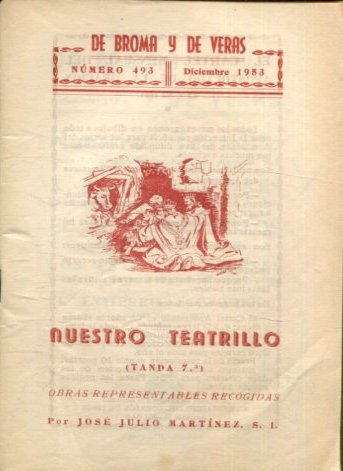 DE BROMA Y DE VERAS
NÚMERO 493 Diciembre 1953
NUESTRO TEATRILLO
(TANDA 7.ª)
OBRAS REPRESENTABLES RECOGIDAS
Por JOSÉ JULIO MARTÍNEZ, S. I.